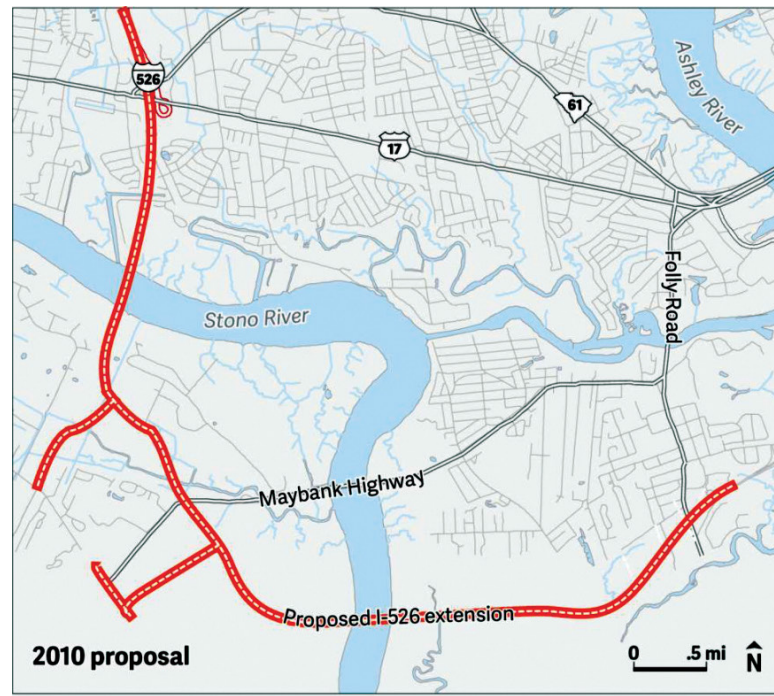 526
61
Ashley River
17
Folly Road
Stono River
Maybank Highway
Proposed I-526 extension
2010 proposal
0 .5 mi
N